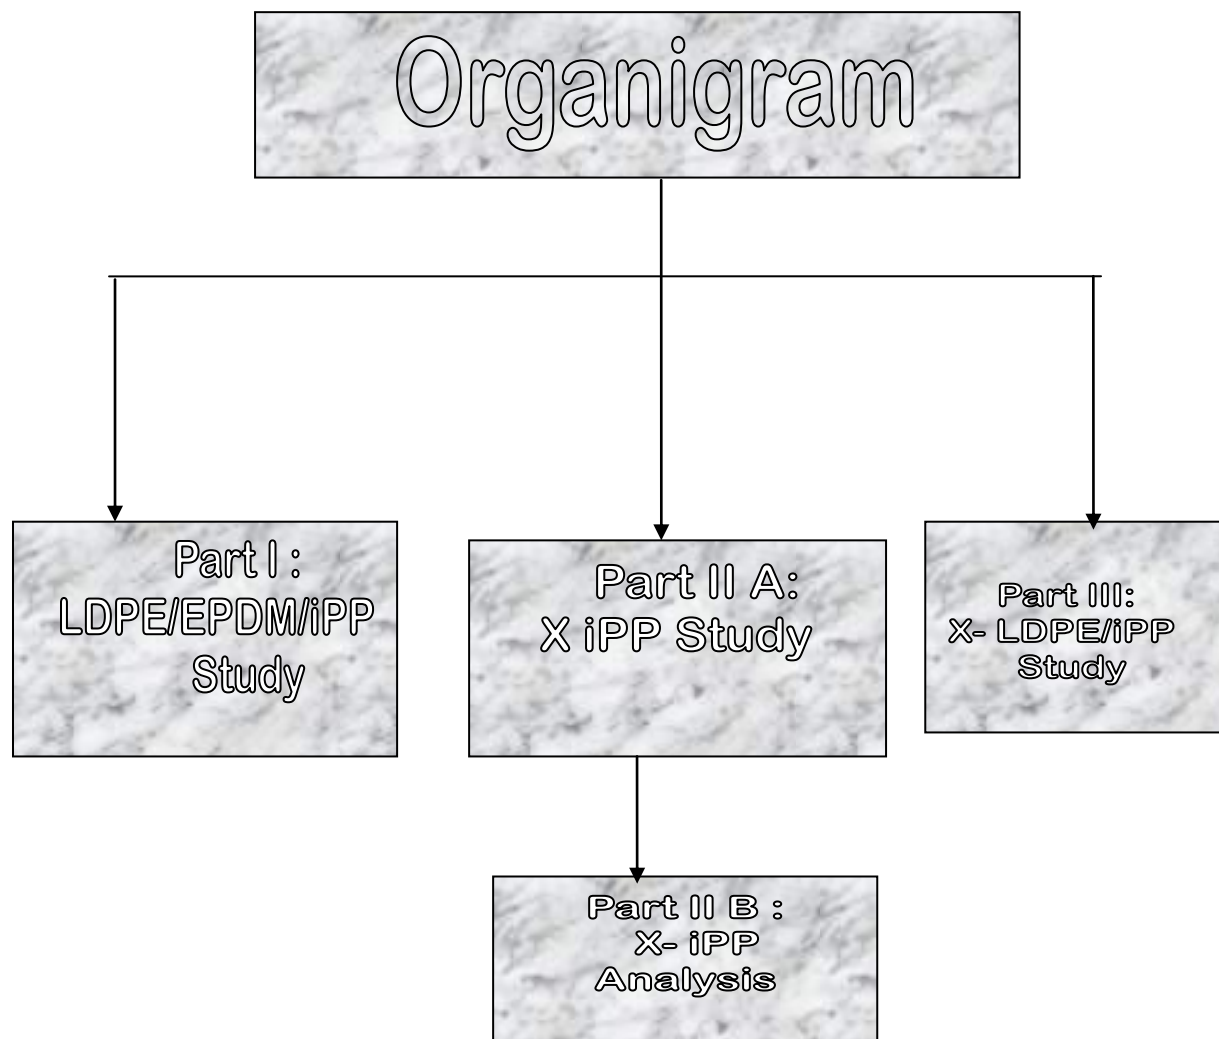 Organigram
Part I :
LDPE/EPDM/iPP
Study
Part II A:
X iPP Study
Part III:
X- LDPE/iPP
Study
Part II B :
X- iPP
Analysis